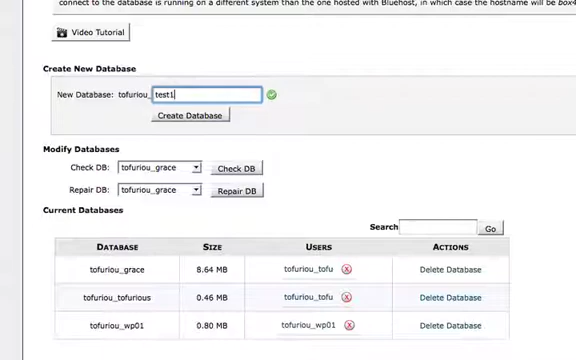 connect to the database is running on a different system than the one hosted with Bluehost, in which case the hostname will be box4
Video Tutorial
Create New Database
New Database: tofuriou_ test1
Create Database
Modify Databases
Check DB: tofuriou_grace Check DB
Repair DB: tofuriou_grace Repair DB
Current Databases
Search Go
DATABASE SIZE USERS ACTIONS
tofuriou_grace 8.64 MB tofuriou_tofu Delete Database
tofuriou_tofurious 0.46 MB tofuriou_tofu Delete Database
tofuriou_wp01 0.80 MB tofuriou_wp01 Delete Database